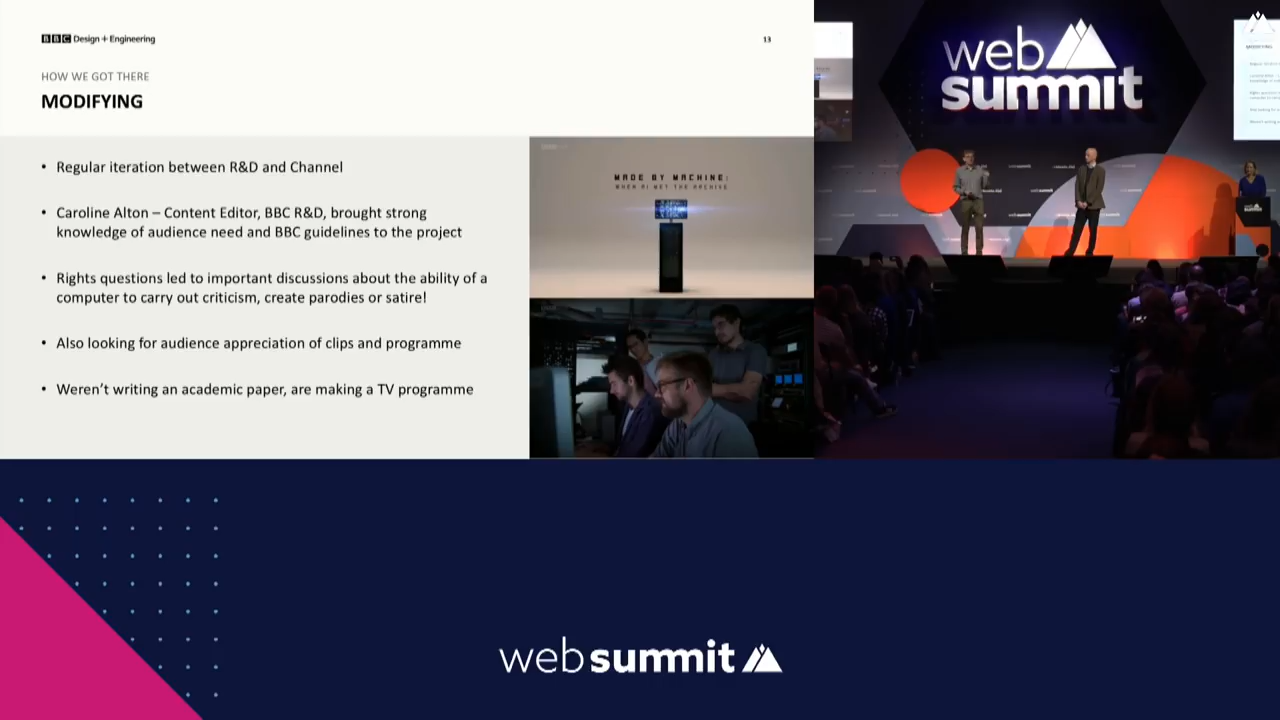 BBC Design + Engineering
13
HOW WE GOT THERE
MODIFYING
• Regular iteration between R&D and Channel
• Caroline Alton – Content Editor, BBC R&D, brought strong
knowledge of audience need and BBC guidelines to the project
• Rights questions led to important discussions about the ability of a
computer to carry out criticism, create parodies or satire!
• Also looking for audience appreciation of clips and programme
• Weren't writing an academic paper, are making a TV programme
MADE BY MACHINE:
WHEN AI MET THE ARCHIVE
web
summit
web
summit
web summit